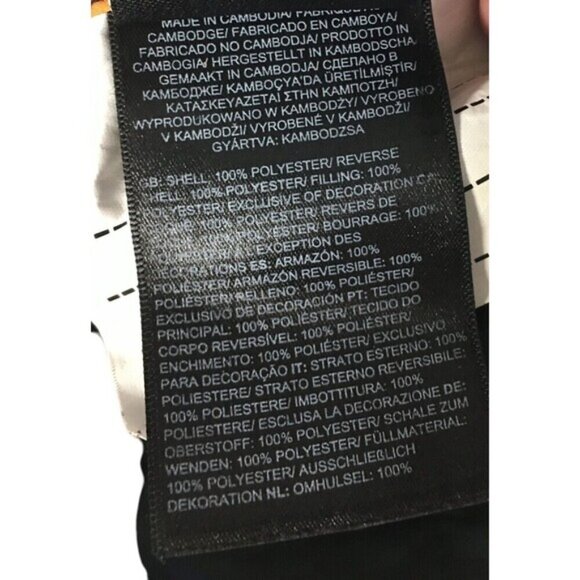 MADE IN CAMBODIA/
CAMBODGE/ FABRICADO EN CAMBOYA/
FABRICADO NO CAMBODJA/ PRODOTTO IN
CAMBOGIA/ HERGESTELLT IN KAMBODSCHA/
GEMAAKT IN CAMBODJA/ СДЕЛАНО В
КАМБОДЖЕ/ KAMBOÇYA'DA ÜRETİLMİŞTİR/
ΚΑΤΑΣΚΕΥΑΖΕΤΑΙ ΣΤΗΝ ΚΑΜΠΟΤΖΗ/
WYPRODUKOWANO W KAMBODŻY/ VYROBENO
V KAMBODŽI/ VYROBENÉ V KAMBODŽI/
GYÁRTVA: KAMBODZSA
GB: SHELL: 100% POLYESTER/ REVERSE
SHELL: 100% POLYESTER/ FILLING: 100%
POLYESTER/ EXCLUSIVE OF DECORATION
REVERS DE
POLYESTER/ BOURRAGE: 100%
EXCEPTION DES
DECORATIONS ES: ARMAZÓN: 100%
POLIÉSTER/ ARMAZÓN REVERSIBLE: 100%
POLIÉSTER/ RELLENO: 100% POLIÉSTER/
EXCLUSIVO DE DECORACIÓN PT: TECIDO
PRINCIPAL: 100% POLIÉSTER/ TECIDO DO
CORPO REVERSÍVEL: 100% POLIÉSTER/
ENCHIMENTO: 100% POLIÉSTER/ EXCLUSIVO
PARA DECORAÇÃO IT: STRATO ESTERNO: 100%
POLIESTERE/ STRATO ESTERNO REVERSIBILE:
100% POLIESTERE/ IMBOTTITURA: 100%
POLIESTERE/ ESCLUSA LA DECORAZIONE DE:
OBERSTOFF: 100% POLYESTER/ SCHALE ZUM
WENDEN: 100% POLYESTER/ FÜLLMATERIAL:
100% POLYESTER/ AUSSCHLIEßLICH
DEKORATION NL: OMHULSEL: 100%